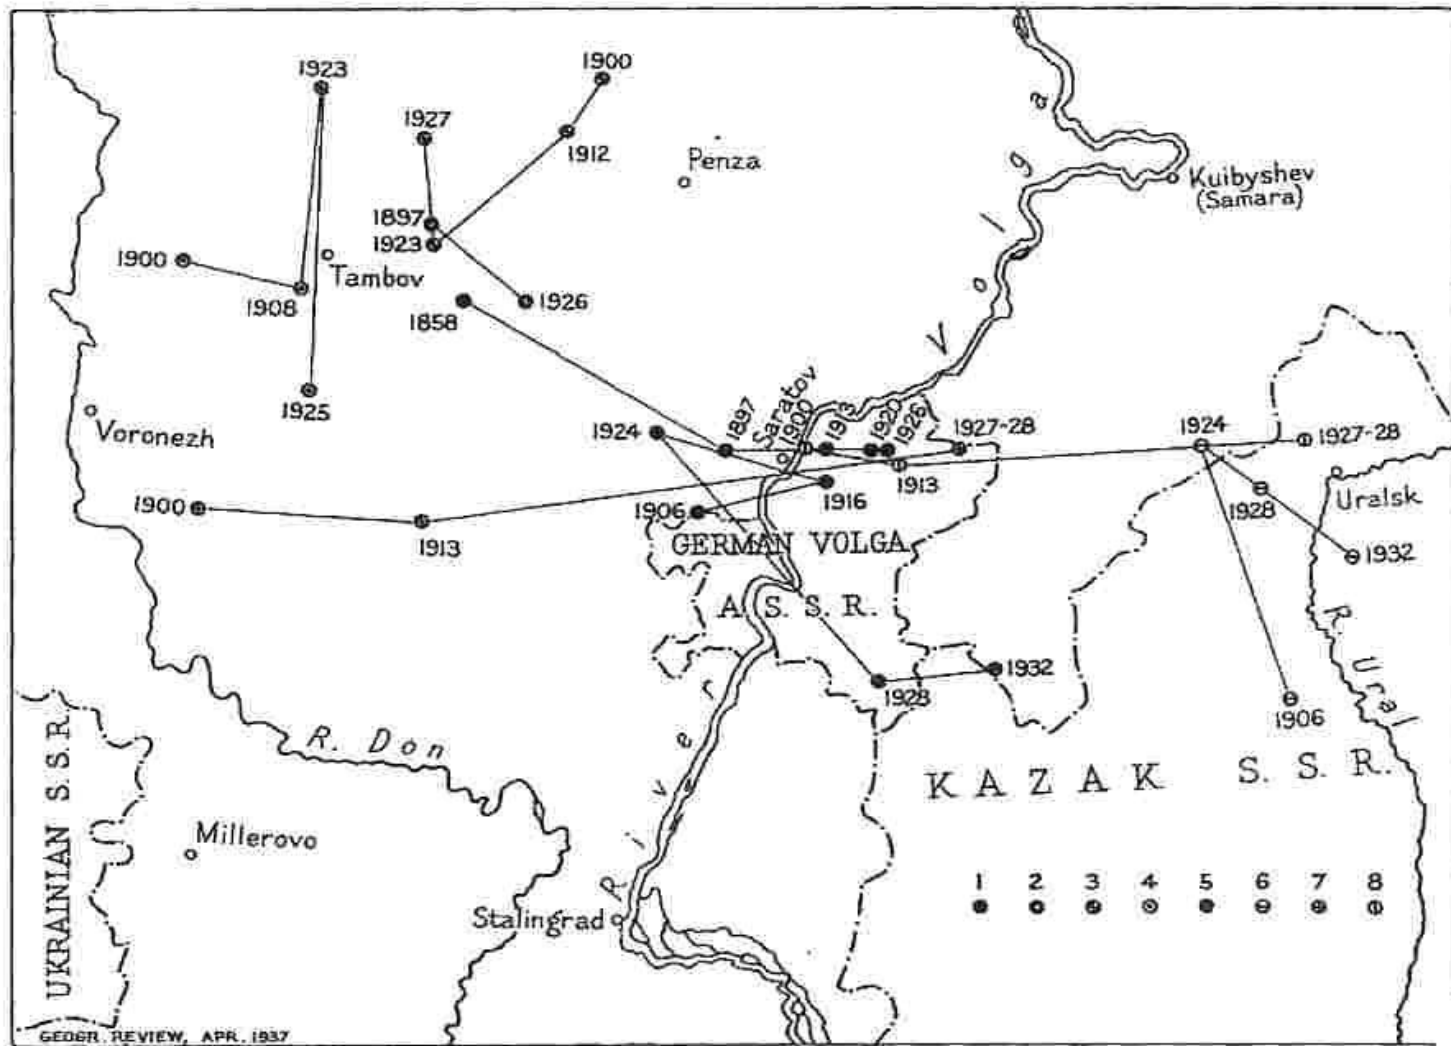 1923
1900
1927
1912
Penza
Kuibyshev
(Samara)
1897
1923
1900
Tambov
1908
1858
1926
1925
Voronezh
1924
1897
Saratov
1900
1913
1920
1926
1927-28
1924
1927-28
1913
1916
1928
Uralsk
1900
1906
1913
GERMAN VOLGA
A. S. S. R.
1932
1928
1932
1906
R. Ural
R. Don
River Volga
KAZAK S. S. R.
UKRAINIAN S.S.R.
Millerovo
Stalingrad
1 2 3 4 5 6 7 8
GEOGR. REVIEW, APR. 1937